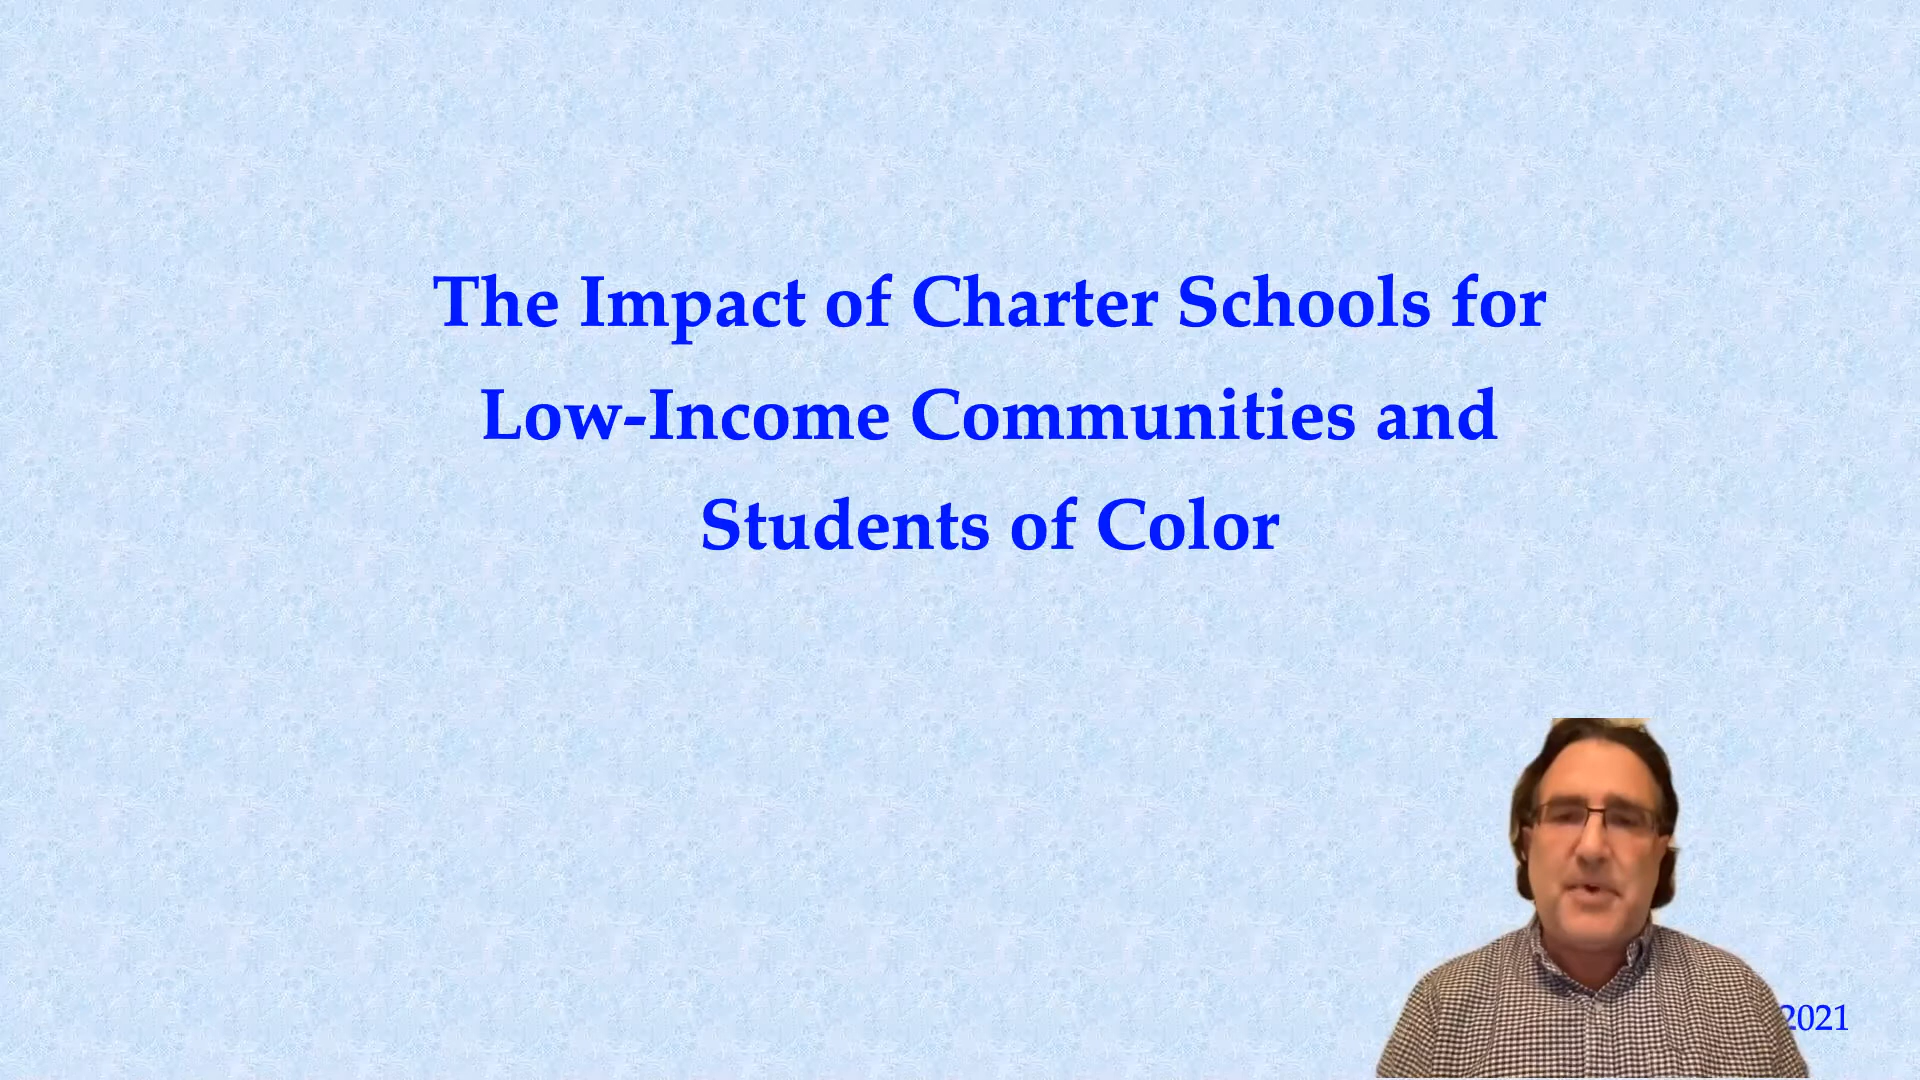 The Impact of Charter Schools for
Low-Income Communities and
Students of Color
2021